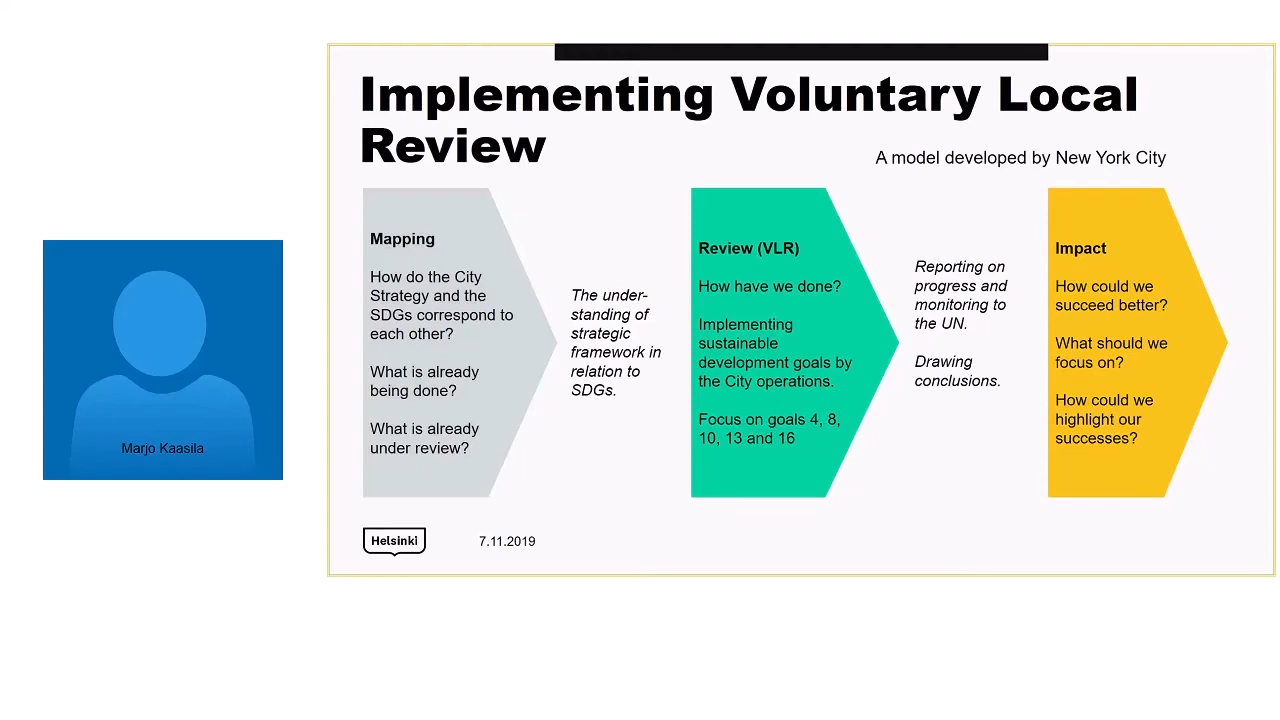 Implementing Voluntary Local
Review
A model developed by New York City
Mapping
How do the City
Strategy and the
SDGs correspond to
each other?
What is already
being done?
What is already
under review?
The under-
standing of
strategic
framework in
relation to
SDGs.
Review (VLR)
How have we done?
Implementing
sustainable
development goals by
the City operations.
Focus on goals 4, 8,
10, 13 and 16
Reporting on
progress and
monitoring to
the UN.
Drawing
conclusions.
Impact
How could we
succeed better?
What should we
focus on?
How could we
highlight our
successes?
Marjo Kaasila
Helsinki
7.11.2019